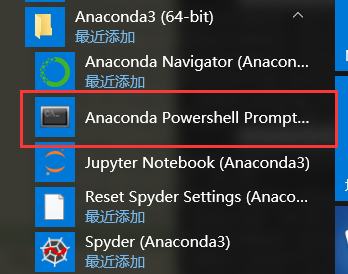 Anaconda3 (64-bit)
最近添加
Anaconda Navigator (Anacon...
最近添加
Anaconda Powershell Prompt...
Jupyter Notebook (Anaconda3)
Reset Spyder Settings (Anaco...
最近添加
Spyder (Anaconda3)
最近添加